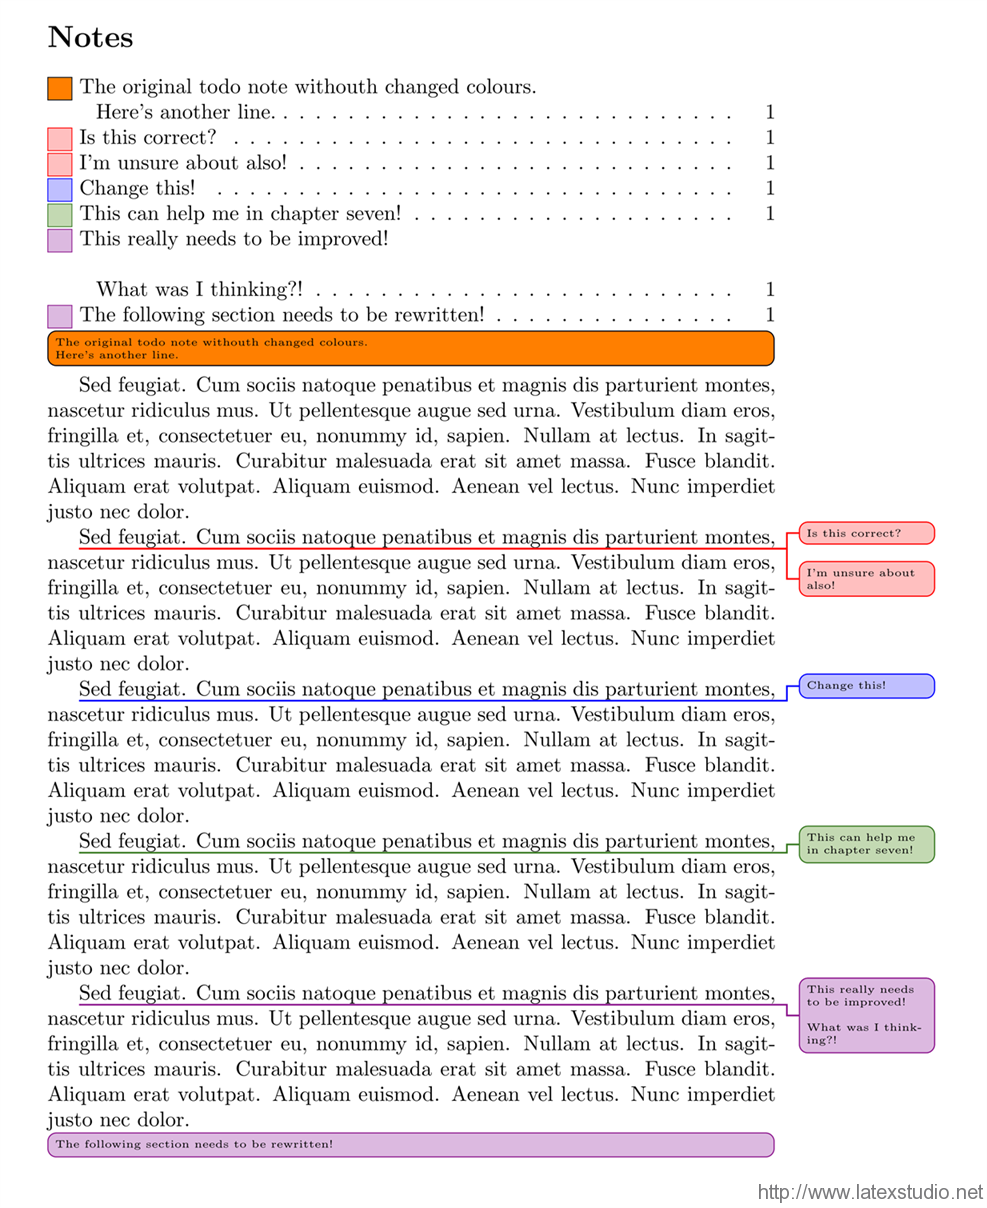 Notes
The original todo note withouth changed colours.
Here's another line. . . . . . . . . . . . . . . . . . . . . . . . . . . . . 1
Is this correct? . . . . . . . . . . . . . . . . . . . . . . . . . . . . . . . 1
I'm unsure about also! . . . . . . . . . . . . . . . . . . . . . . . . . . . 1
Change this! . . . . . . . . . . . . . . . . . . . . . . . . . . . . . . . . 1
This can help me in chapter seven! . . . . . . . . . . . . . . . . . . . . 1
This really needs to be improved!
What was I thinking?! . . . . . . . . . . . . . . . . . . . . . . . . . . 1
The following section needs to be rewritten! . . . . . . . . . . . . . . . 1
The original todo note withouth changed colours.
Here's another line.
Sed feugiat. Cum sociis natoque penatibus et magnis dis parturient montes,
nascetur ridiculus mus. Ut pellentesque augue sed urna. Vestibulum diam eros,
fringilla et, consectetuer eu, nonummy id, sapien. Nullam at lectus. In sagit-
tis ultrices mauris. Curabitur malesuada erat sit amet massa. Fusce blandit.
Aliquam erat volutpat. Aliquam euismod. Aenean vel lectus. Nunc imperdiet
justo nec dolor.
Sed feugiat. Cum sociis natoque penatibus et magnis dis parturient montes,
Is this correct?
nascetur ridiculus mus. Ut pellentesque augue sed urna. Vestibulum diam eros,
I'm unsure about
also!
fringilla et, consectetuer eu, nonummy id, sapien. Nullam at lectus. In sagit-
tis ultrices mauris. Curabitur malesuada erat sit amet massa. Fusce blandit.
Aliquam erat volutpat. Aliquam euismod. Aenean vel lectus. Nunc imperdiet
justo nec dolor.
Sed feugiat. Cum sociis natoque penatibus et magnis dis parturient montes,
Change this!
nascetur ridiculus mus. Ut pellentesque augue sed urna. Vestibulum diam eros,
fringilla et, consectetuer eu, nonummy id, sapien. Nullam at lectus. In sagit-
tis ultrices mauris. Curabitur malesuada erat sit amet massa. Fusce blandit.
Aliquam erat volutpat. Aliquam euismod. Aenean vel lectus. Nunc imperdiet
justo nec dolor.
Sed feugiat. Cum sociis natoque penatibus et magnis dis parturient montes,
This can help me
in chapter seven!
nascetur ridiculus mus. Ut pellentesque augue sed urna. Vestibulum diam eros,
fringilla et, consectetuer eu, nonummy id, sapien. Nullam at lectus. In sagit-
tis ultrices mauris. Curabitur malesuada erat sit amet massa. Fusce blandit.
Aliquam erat volutpat. Aliquam euismod. Aenean vel lectus. Nunc imperdiet
justo nec dolor.
Sed feugiat. Cum sociis natoque penatibus et magnis dis parturient montes,
This really needs
to be improved!
What was I think-
ing?!
nascetur ridiculus mus. Ut pellentesque augue sed urna. Vestibulum diam eros,
fringilla et, consectetuer eu, nonummy id, sapien. Nullam at lectus. In sagit-
tis ultrices mauris. Curabitur malesuada erat sit amet massa. Fusce blandit.
Aliquam erat volutpat. Aliquam euismod. Aenean vel lectus. Nunc imperdiet
justo nec dolor.
The following section needs to be rewritten!
http://www.latexstudio.net